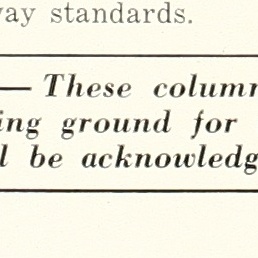 way standards.
— These column
ing ground for
l be acknowledg